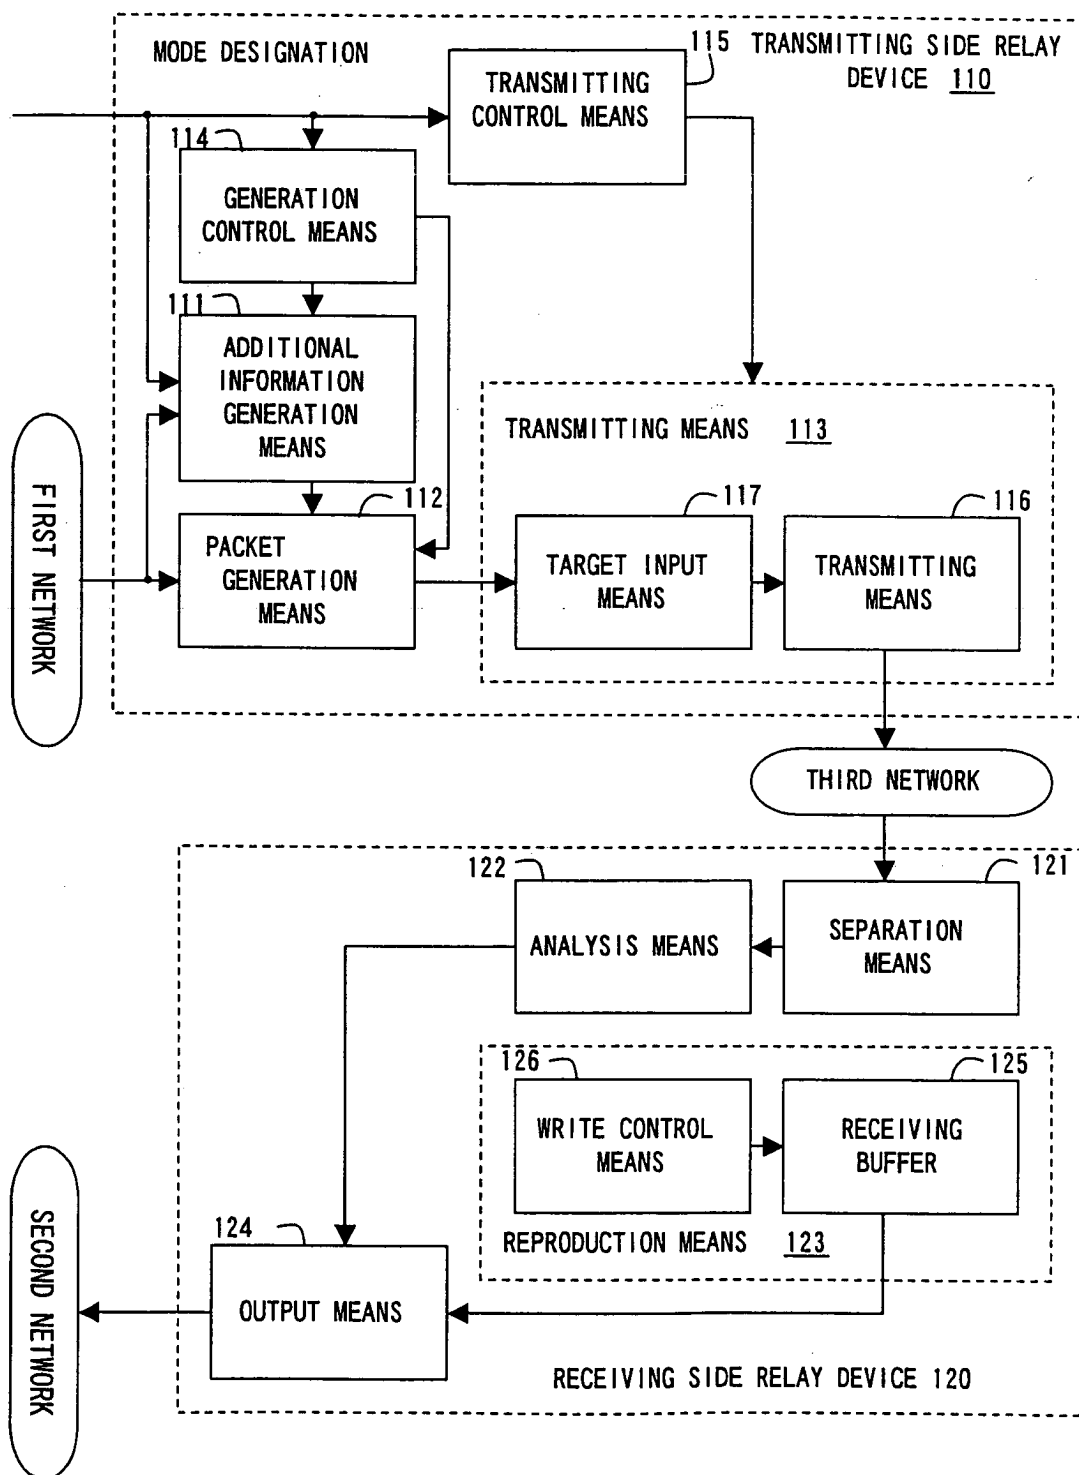 MODE DESIGNATION
115
TRANSMITTING SIDE RELAY
DEVICE 110
TRANSMITTING
CONTROL MEANS
114
GENERATION
CONTROL MEANS
111
ADDITIONAL
INFORMATION
GENERATION
MEANS
TRANSMITTING MEANS 113
FIRST NETWORK
112
PACKET
GENERATION
MEANS
117
TARGET INPUT
MEANS
116
TRANSMITTING
MEANS
THIRD NETWORK
122
ANALYSIS MEANS
121
SEPARATION
MEANS
126
WRITE CONTROL
MEANS
125
RECEIVING
BUFFER
REPRODUCTION MEANS 123
SECOND NETWORK
124
OUTPUT MEANS
RECEIVING SIDE RELAY DEVICE 120